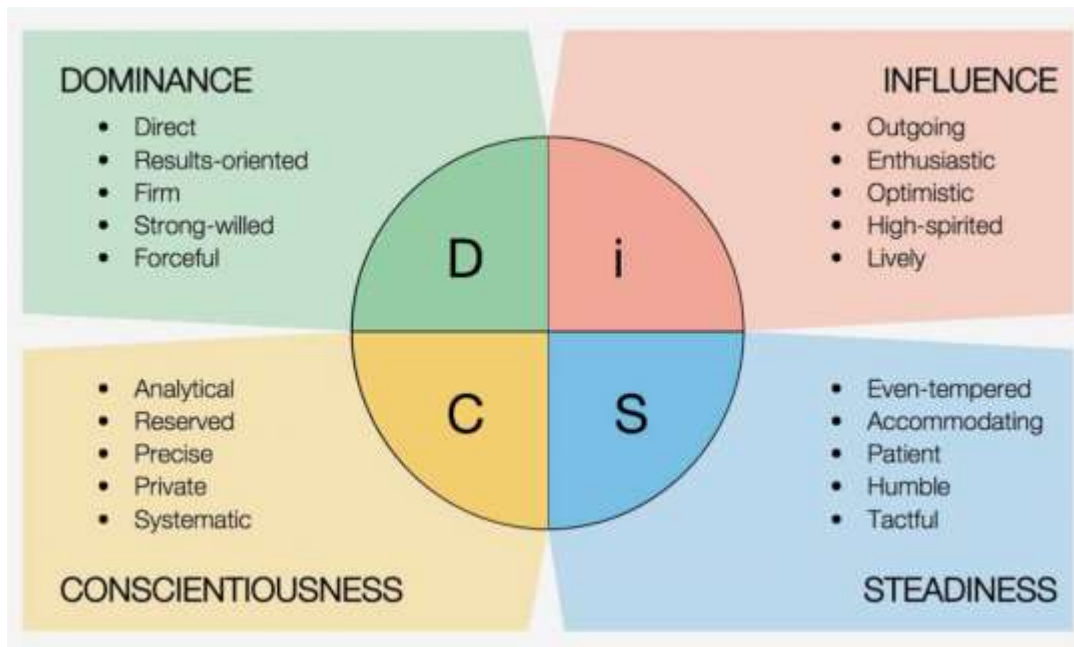 DOMINANCE
• Direct
• Results-oriented
• Firm
• Strong-willed
• Forceful
INFLUENCE
• Outgoing
• Enthusiastic
• Optimistic
• High-spirited
• Lively
D
i
C
S
• Analytical
• Reserved
• Precise
• Private
• Systematic
CONSCIENTIOUSNESS
• Even-tempered
• Accommodating
• Patient
• Humble
• Tactful
STEADINESS